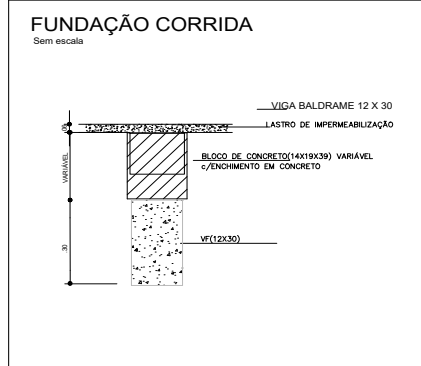 FUNDAÇÃO CORRIDA
Sem escala
VIGA BALDRAME 12 X 30
LASTRO DE IMPERMEABILIZAÇÃO
BLOCO DE CONCRETO(14X19X39) VARIÁVEL
c/ENCHIMENTO EM CONCRETO
VARIÁVEL
VF(12X30)
.30